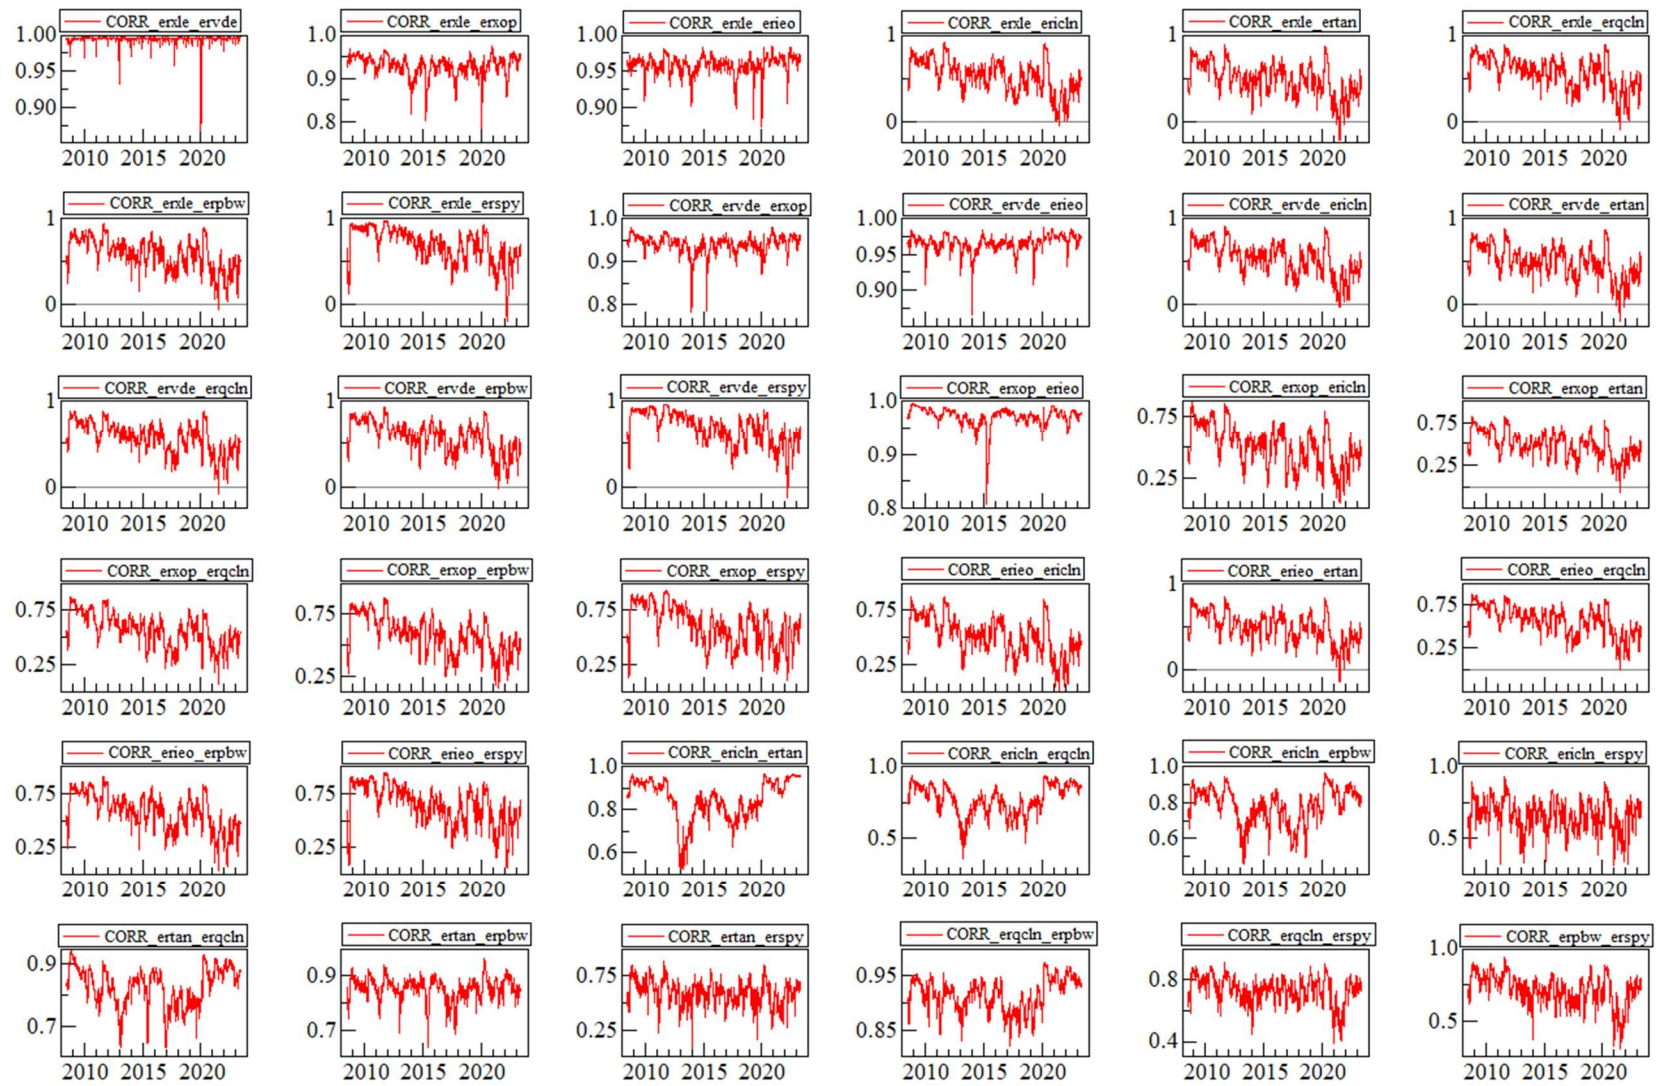 CORR_erxle_ervde CORR_erxle_erxop CORR_erxle_erieo CORR_erxle_ericln CORR_erxle_ertan CORR_erxle_erqcln
1.00 1.0 1.00 1.0 1 1
0.95 0.9 0.95
0.90 0.8 0.90 0 0 0
2010 2015 2020 2010 2015 2020 2010 2015 2020 2010 2015 2020 2010 2015 2020 2010 2015 2020
CORR_erxle_erpbw CORR_erxle_erspy CORR_ervde_erxop CORR_ervde_erieo CORR_ervde_ericln CORR_ervde_ertan
1 1 1.0 1.00 1 1
0.9 0.95
0 0 0.8 0.90 0 0
2010 2015 2020 2010 2015 2020 2010 2015 2020 2010 2015 2020 2010 2015 2020 2010 2015 2020
CORR_ervde_erqcln CORR_ervde_erpbw CORR_ervde_erspy CORR_erxop_erieo CORR_erxop_ericln CORR_erxop_ertan
1 1 1 1.0 0.75 0.75
0.9
0 0 0 0.8 0.25 0.25
2010 2015 2020 2010 2015 2020 2010 2015 2020 2010 2015 2020 2010 2015 2020 2010 2015 2020
CORR_erxop_erqcln CORR_erxop_erpbw CORR_erxop_erspy CORR_erieo_ericln CORR_erieo_ertan CORR_erieo_erqcln
0.75 0.75 0.75 0.75 1 0.75
0.25 0.25 0.25 0.25 0 0.25
2010 2015 2020 2010 2015 2020 2010 2015 2020 2010 2015 2020 2010 2015 2020 2010 2015 2020
CORR_erieo_erpbw CORR_erieo_erspy CORR_ericln_ertan CORR_ericln_erqcln CORR_ericln_erpbw CORR_ericln_erspy
0.75 0.75 1.0 1.0 1.0 1.0
0.8 0.8
0.25 0.25 0.6 0.5 0.6 0.5
2010 2015 2020 2010 2015 2020 2010 2015 2020 2010 2015 2020 2010 2015 2020 2010 2015 2020
CORR_ertan_erqcln CORR_ertan_erpbw CORR_ertan_erspy CORR_erqcln_erpbw CORR_erqcln_erspy CORR_erpbw_erspy
0.9 0.9 0.75 0.95 0.8 1.0
0.7 0.7 0.25 0.85 0.4 0.5
2010 2015 2020 2010 2015 2020 2010 2015 2020 2010 2015 2020 2010 2015 2020 2010 2015 2020